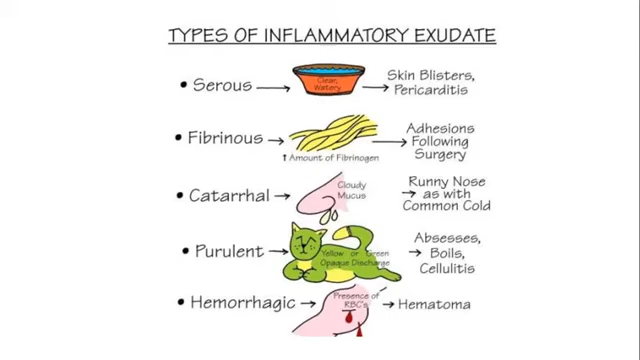 TYPES OF INFLAMMATORY EXUDATE
• Serous
Clear,
Watery
Skin Blisters,
Pericarditis
• Fibrinous
↑ Amount of Fibrinogen
Adhesions
Following
Surgery
• Catarrhal
Cloudy
Mucus
Runny Nose
as with
Common Cold
• Purulent
Yellow or Green
Opaque Discharge
Absesses,
Boils,
Cellulitis
• Hemorrhagic
Presence of
RBC's
Hematoma